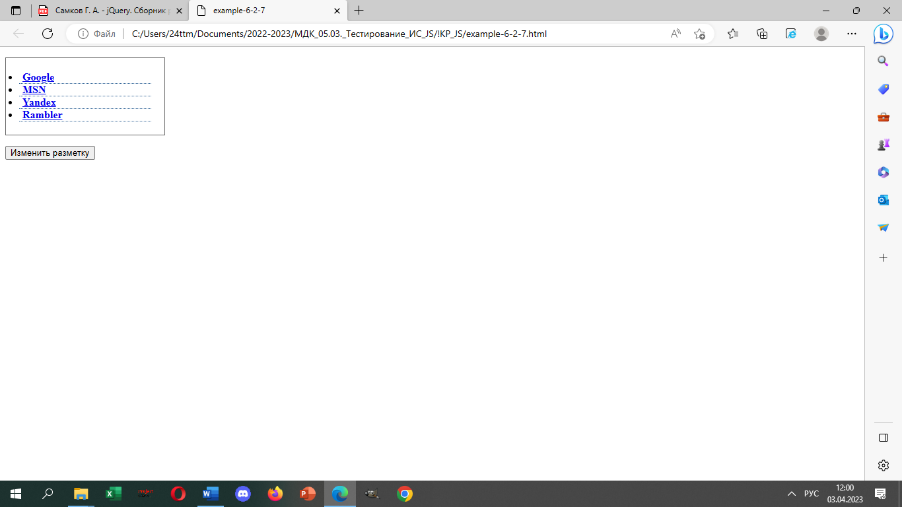 Самков Г. А. - jQuery. Сборник
example-6-2-7
Файл
C:/Users/24ttm/Documents/2022-2023/МДК_05.03._Тестирование_ИС_JS/!KP_JS/example-6-2-7.html
Google
MSN
Yandex
Rambler
Изменить разметку
РУС
12:00
03.04.2023